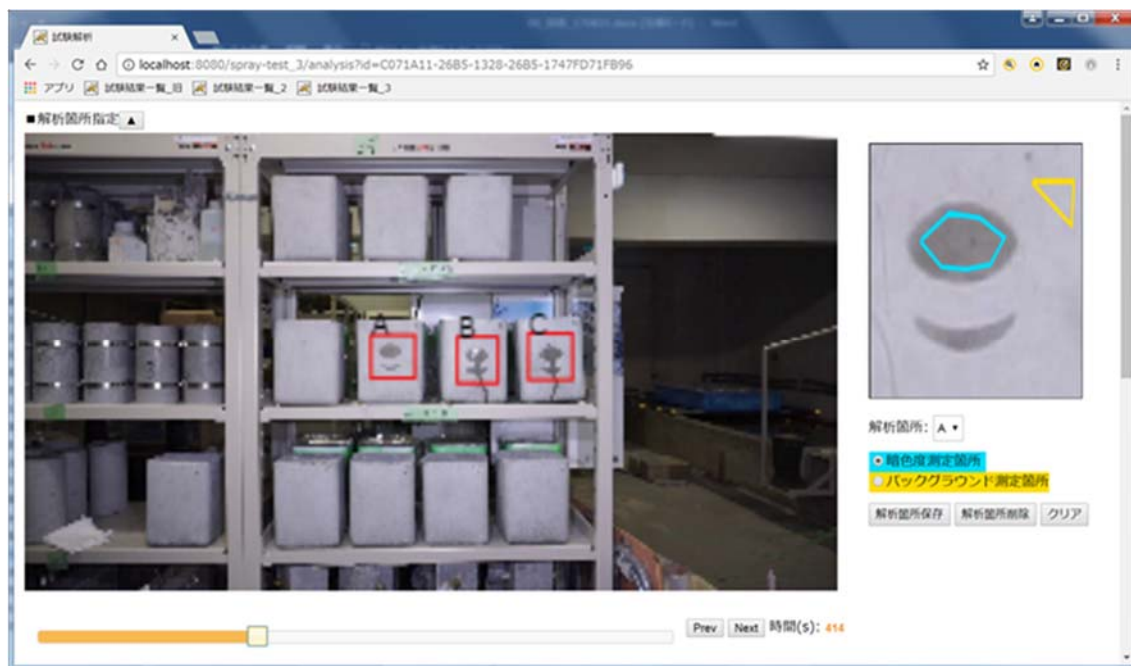 試験解析
localhost:8080/spray-test_3/analysis?id=C071A11-26B5-1328-26B5-1747FD71FB96
アプリ 試験結果一覧_旧 試験結果一覧_2 試験結果一覧_3
■解析箇所指定▲
A
B
C
解析箇所: A
暗色度測定箇所
バックグラウンド測定箇所
解析箇所保存 解析箇所削除 クリア
Prev Next 時間(s): 414